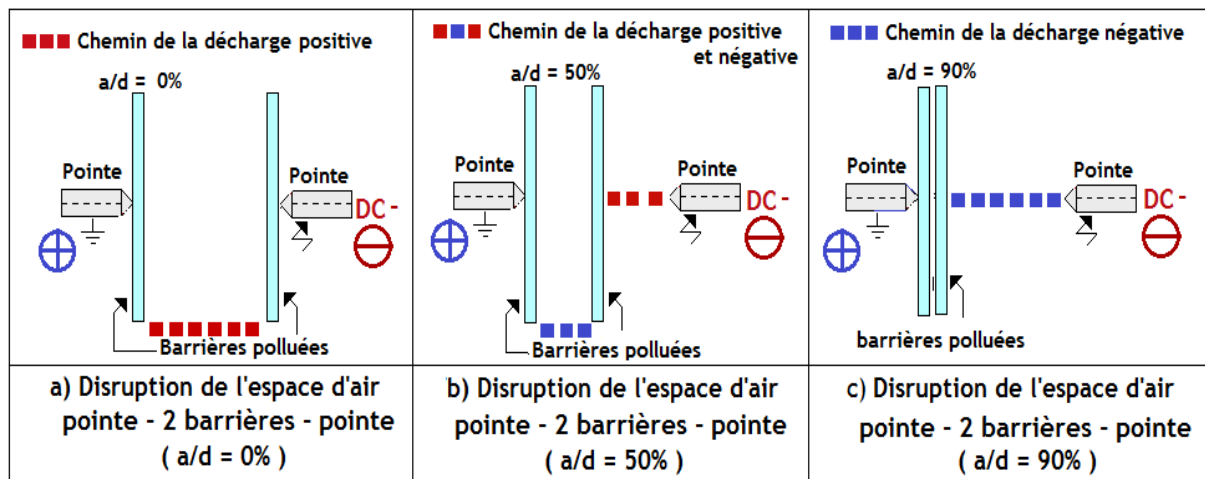 Chemin de la décharge positive
a/d = 0%
Pointe
Pointe
DC -
Barrières polluées
a) Disruption de l'espace d'air
pointe - 2 barrières - pointe
( a/d = 0% )
Chemin de la décharge positive
et négative
a/d = 50%
Pointe
Pointe
DC -
Barrières polluées
b) Disruption de l'espace d'air
pointe - 2 barrières - pointe
( a/d = 50% )
Chemin de la décharge négative
a/d = 90%
Pointe
Pointe
DC -
barrières polluées
c) Disruption de l'espace d'air
pointe - 2 barrières - pointe
( a/d = 90% )